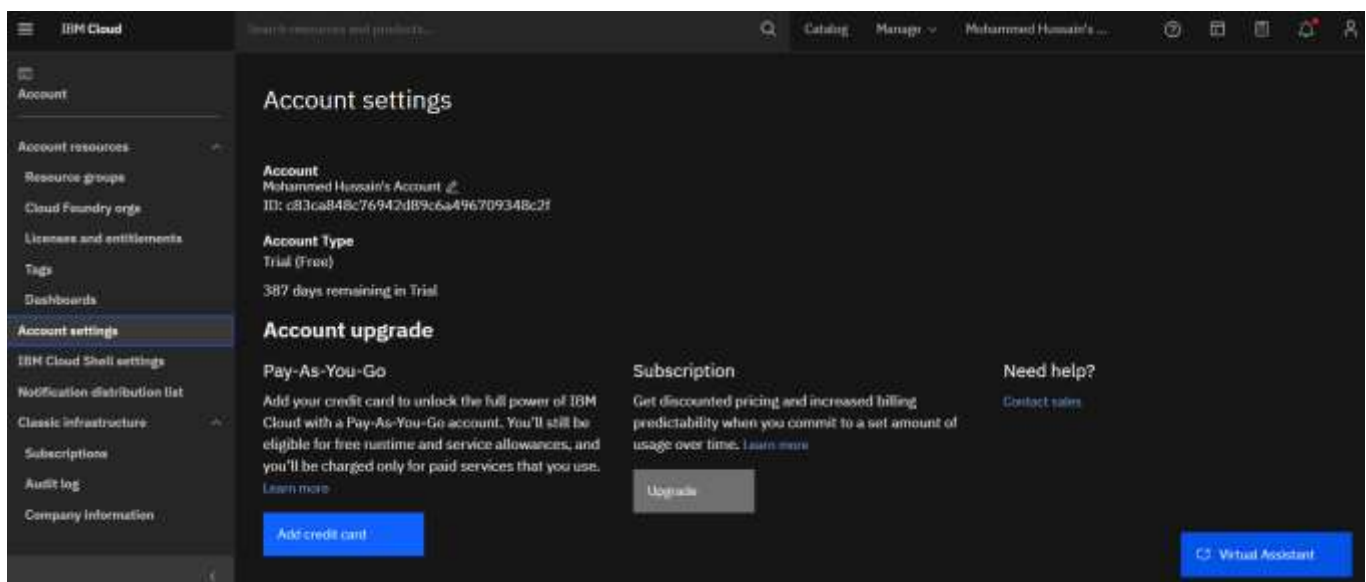 IBM Cloud
Search resources and products...
Catalog
Manage
Mohammed Hussain's ...
Account
Account resources
Resource groups
Cloud Foundry orgs
Licenses and entitlements
Tags
Dashboards
Account settings
IBM Cloud Shell settings
Notification distribution list
Classic infrastructure
Subscriptions
Audit log
Company information
Account settings
Account
Mohammed Hussain's Account
ID: c83ca848c76942d89c6a496709348c2f
Account Type
Trial (Free)
387 days remaining in Trial
Account upgrade
Pay-As-You-Go
Add your credit card to unlock the full power of IBM
Cloud with a Pay-As-You-Go account. You'll still be
eligible for free runtime and service allowances, and
you'll be charged only for paid services that you use.
Learn more
Add credit card
Subscription
Get discounted pricing and increased billing
predictability when you commit to a set amount of
usage over time. Learn more
Upgrade
Need help?
Contact sales
Virtual Assistant